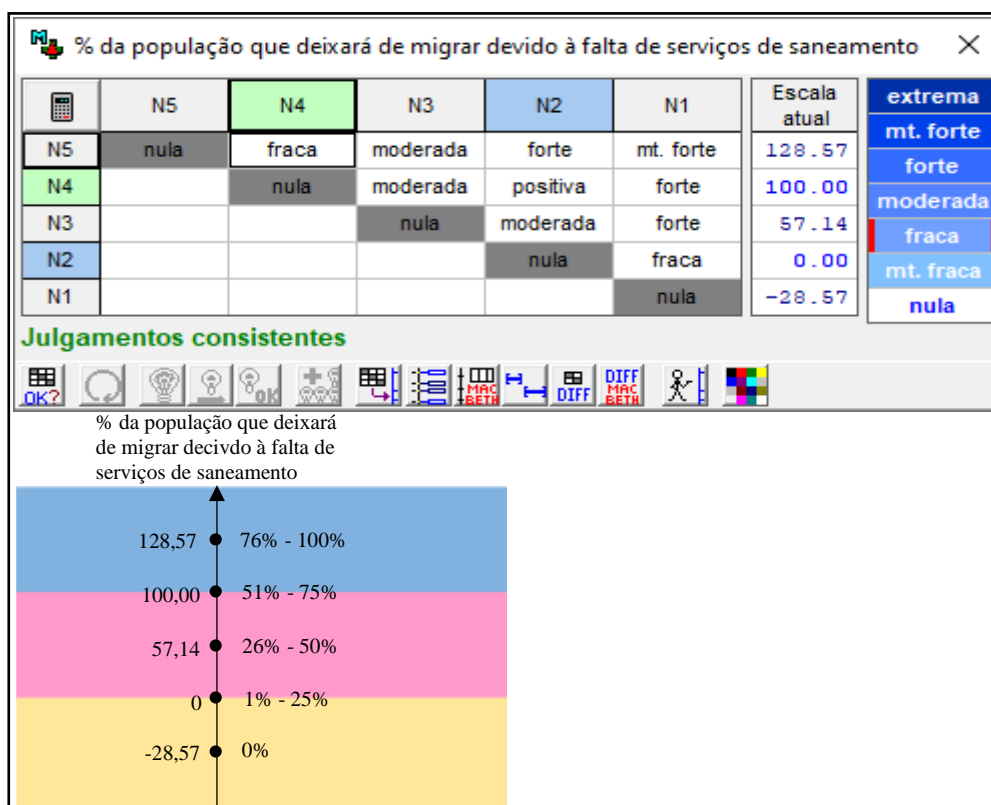 % da população que deixará de migrar devido à falta de serviços de saneamento
N5 N4 N3 N2 N1 Escala atual
N5 nula fraca moderada forte mt. forte 128.57
N4 nula moderada positiva forte 100.00
N3 nula moderada forte 57.14
N2 nula fraca 0.00
N1 nula -28.57
extrema
mt. forte
forte
moderada
fraca
mt. fraca
nula
Julgamentos consistentes
OK? OK MAC BETH DIFF DIFF MAC BETH
% da população que deixará
de migrar decivdo à falta de
serviços de saneamento
128,57 76% - 100%
100,00 51% - 75%
57,14 26% - 50%
0 1% - 25%
-28,57 0%